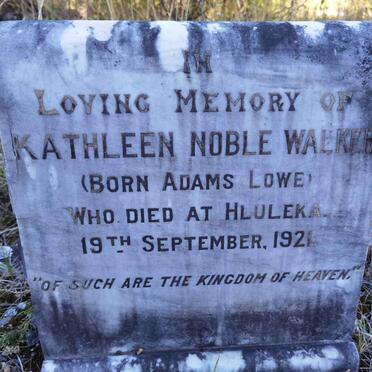 IN
LOVING MEMORY OF
KATHLEEN NOBLE WALKER
(BORN ADAMS LOWE)
WHO DIED AT HLULEKA.
19TH SEPTEMBER, 1921.
"OF SUCH ARE THE KINGDOM OF HEAVEN."